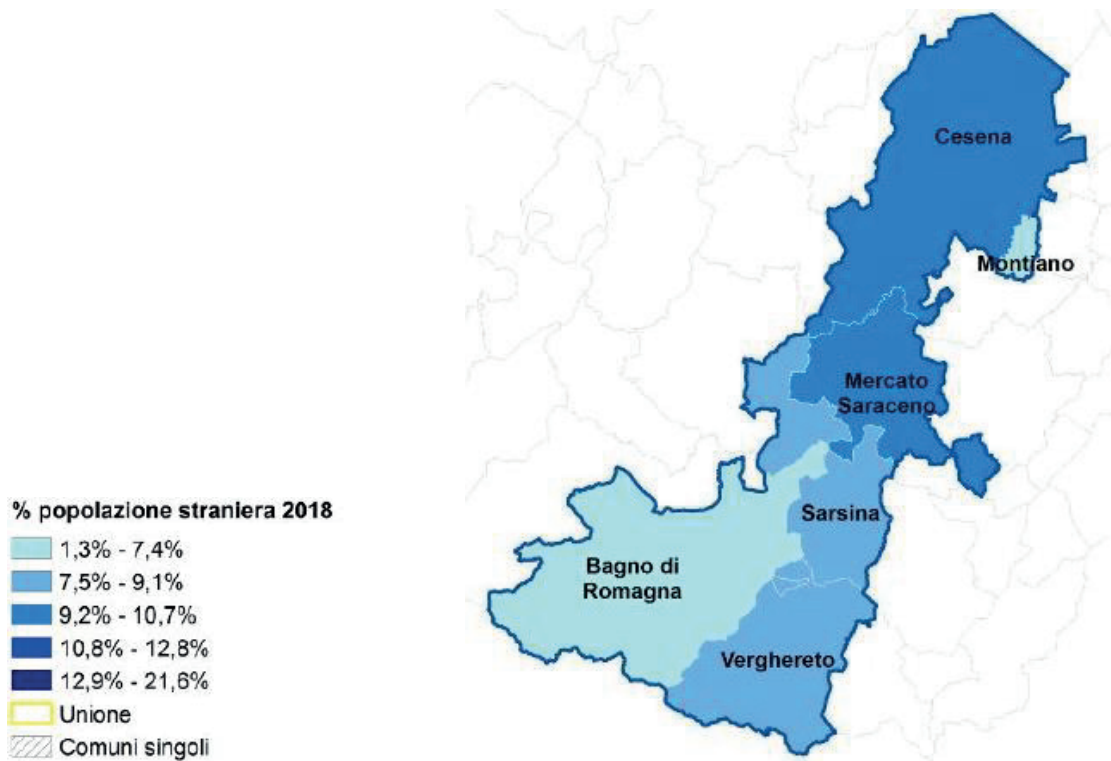 Cesena
Montiano
Mercato
Saraceno
Sarsina
Bagno di
Romagna
Verghereto
% popolazione straniera 2018
1,3% - 7,4%
7,5% - 9,1%
9,2% - 10,7%
10,8% - 12,8%
12,9% - 21,6%
Unione
Comuni singoli